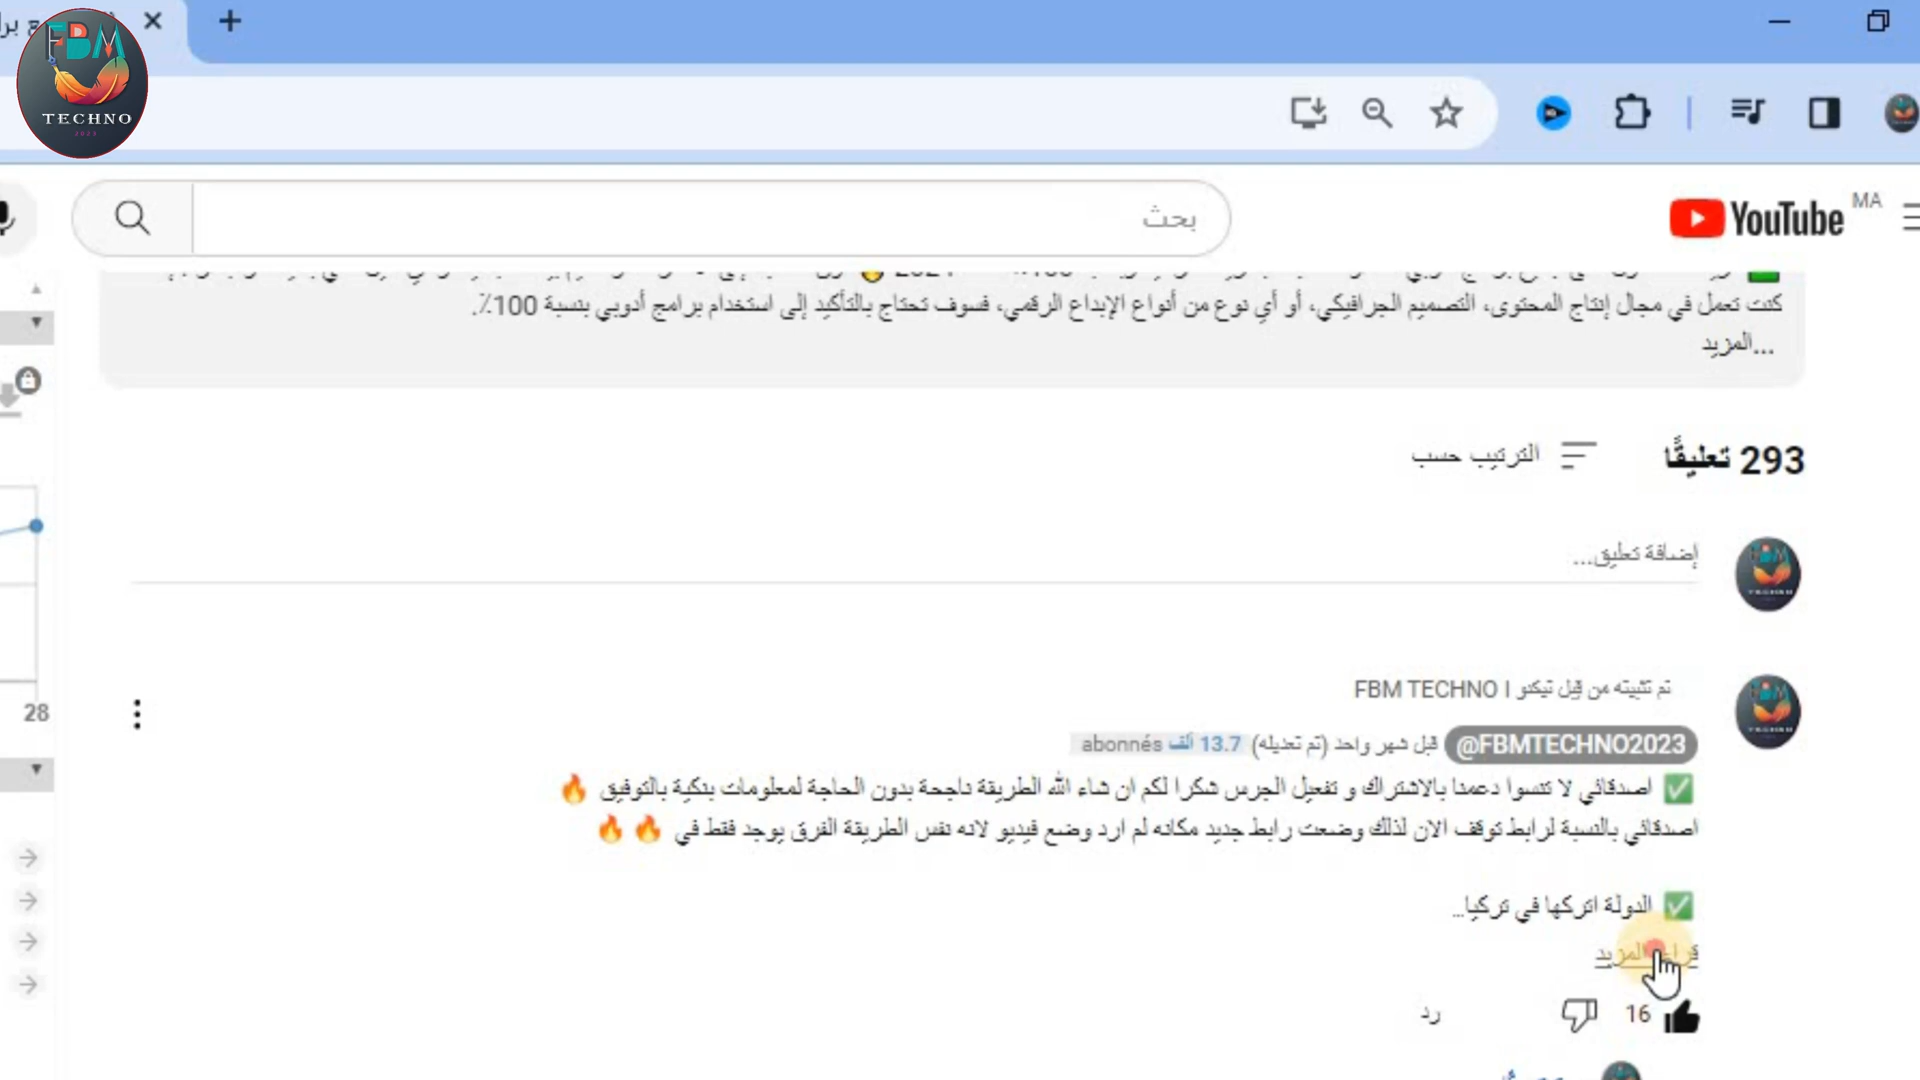 FBM
TECHNO
2023
بحث
YouTube MA
كنت تعمل في مجال إنتاج المحتوى، التصميم الجرافيكي، أو أي نوع من أنواع الإبداع الرقمي، فسوف تحتاج بالتأكيد إلى استخدام برامج أدوبي بنسبة 100٪.
...المزيد
293 تعليقًا
الترتيب حسب
إضافة تعليق...
تم تثبيته من قِبل تيكنو | FBM TECHNO
@FBMTECHNO2023 قبل شهر واحد (تم تعديله) 13.7 ألف abonnés
✅ اصدقائي لا تنسوا دعمنا بالاشتراك و تفعيل الجرس شكرا لكم ان شاء الله الطريقة ناجحة بدون الحاجة لمعلومات بنكية بالتوفيق 🔥
اصدقائي بالنسبة لرابط توقف الان لذلك وضعت رابط جديد مكانه لم ارد وضع فيديو لانه نفس الطريقة الفرق يوجد فقط في 🔥 🔥
✅ الدولة اتركها في تركيا...
قراءة المزيد
16
رد
28